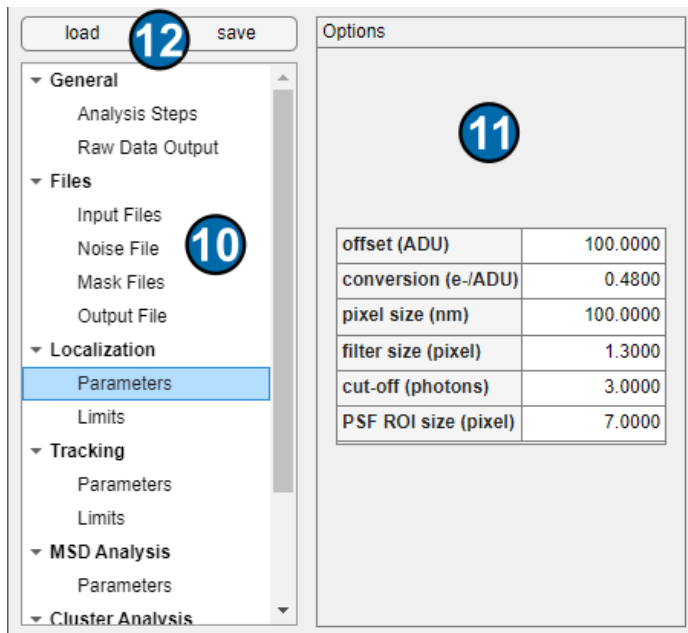 load 12 save
General
Analysis Steps
Raw Data Output
Files
Input Files
Noise File
10
Mask Files
Output File
Localization
Parameters
Limits
Tracking
Parameters
Limits
MSD Analysis
Parameters
Cluster Analysis
Options
11
offset (ADU) 100.0000
conversion (e-/ADU) 0.4800
pixel size (nm) 100.0000
filter size (pixel) 1.3000
cut-off (photons) 3.0000
PSF ROI size (pixel) 7.0000